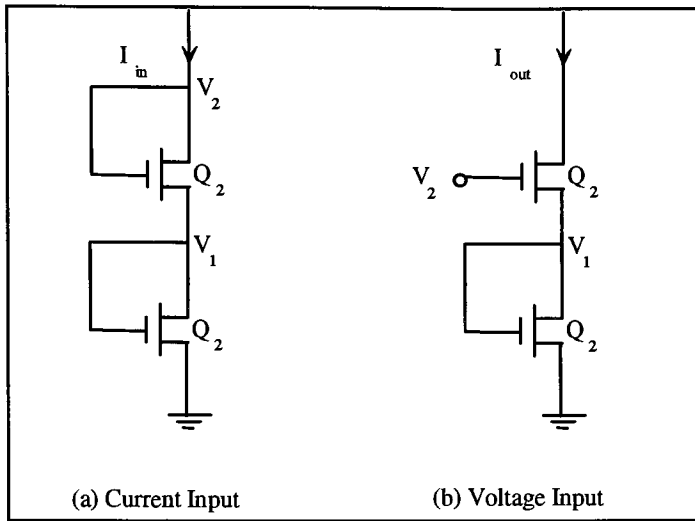 I in
I out
V 2
Q 2
V 2
Q 2
V 1
V 1
Q 2
Q 2
(a) Current Input
(b) Voltage Input